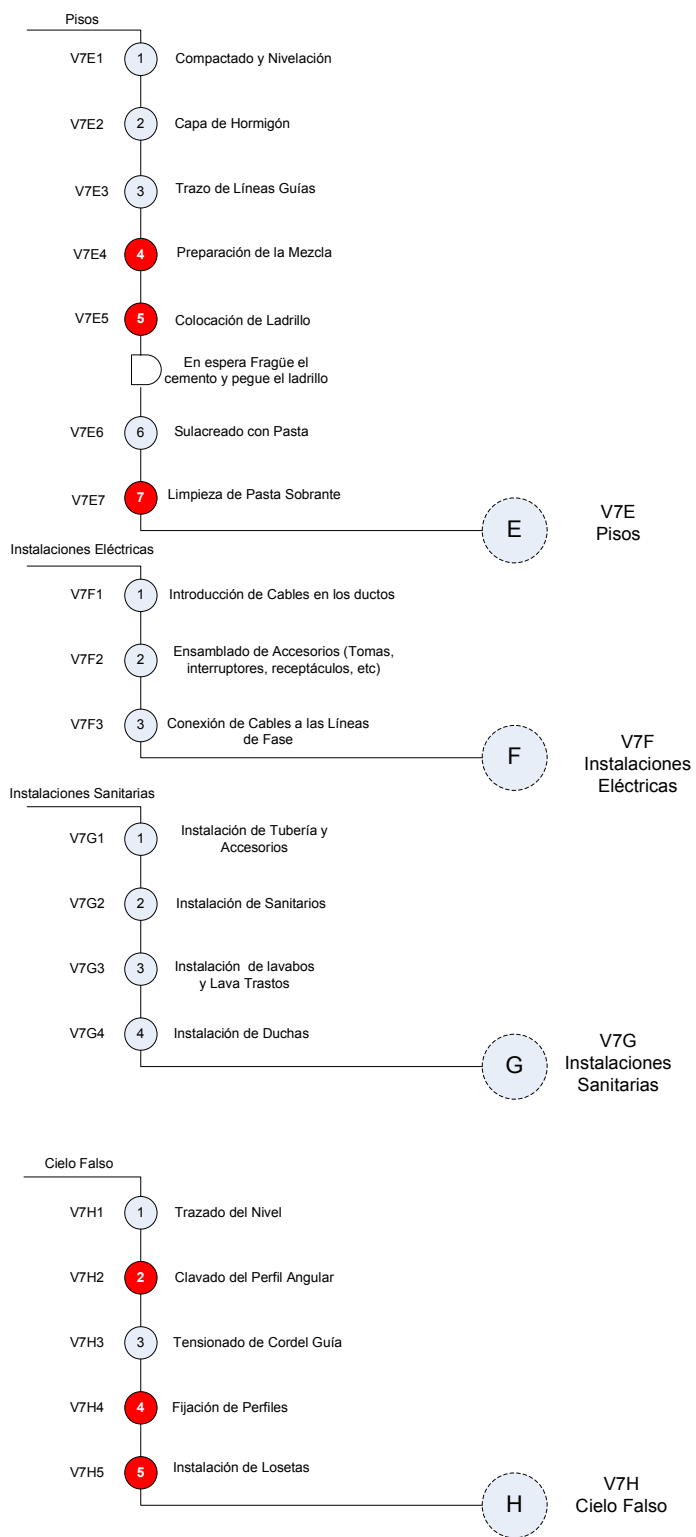 Pisos
V7E1 1 Compactado y Nivelación
V7E2 2 Capa de Hormigón
V7E3 3 Trazo de Líneas Guías
V7E4 4 Preparación de la Mezcla
V7E5 5 Colocación de Ladrillo
En espera Fragüe el
cemento y pegue el ladrillo
V7E6 6 Sulacreado con Pasta
V7E7 7 Limpieza de Pasta Sobrante
E
V7E
Pisos
Instalaciones Eléctricas
V7F1 1 Introducción de Cables en los ductos
V7F2 2 Ensamblado de Accesorios (Tomas,
interruptores, receptáculos, etc)
V7F3 3 Conexión de Cables a las Líneas
de Fase
F
V7F
Instalaciones
Eléctricas
Instalaciones Sanitarias
V7G1 1 Instalación de Tubería y
Accesorios
V7G2 2 Instalación de Sanitarios
V7G3 3 Instalación de lavabos
y Lava Trastos
V7G4 4 Instalación de Duchas
G
V7G
Instalaciones
Sanitarias
Cielo Falso
V7H1 1 Trazado del Nivel
V7H2 2 Clavado del Perfil Angular
V7H3 3 Tensionado de Cordel Guía
V7H4 4 Fijación de Perfiles
V7H5 5 Instalación de Losetas
H
V7H
Cielo Falso